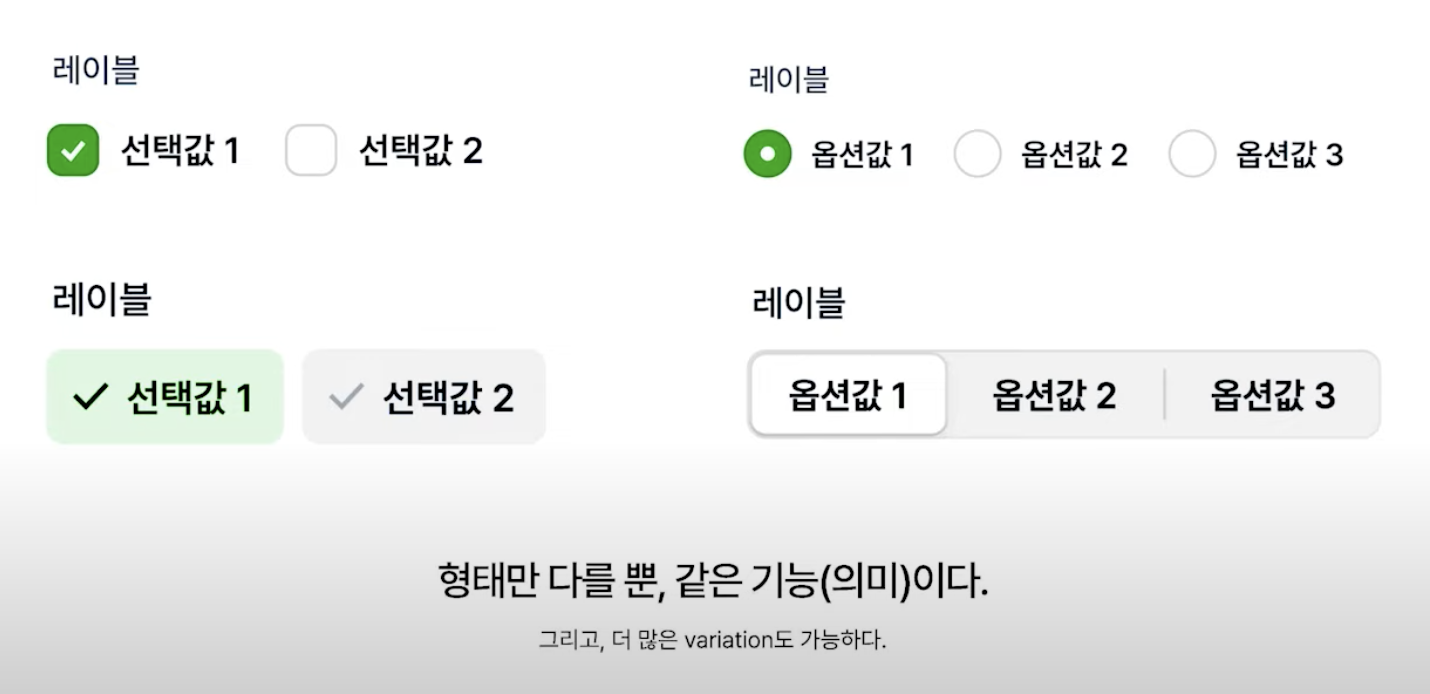 레이블
선택값 1 선택값 2
레이블
옵션값 1 옵션값 2 옵션값 3
레이블
선택값 1 선택값 2
레이블
옵션값 1 옵션값 2 옵션값 3
형태만 다를 뿐, 같은 기능(의미)이다.
그리고, 더 많은 variation도 가능하다.